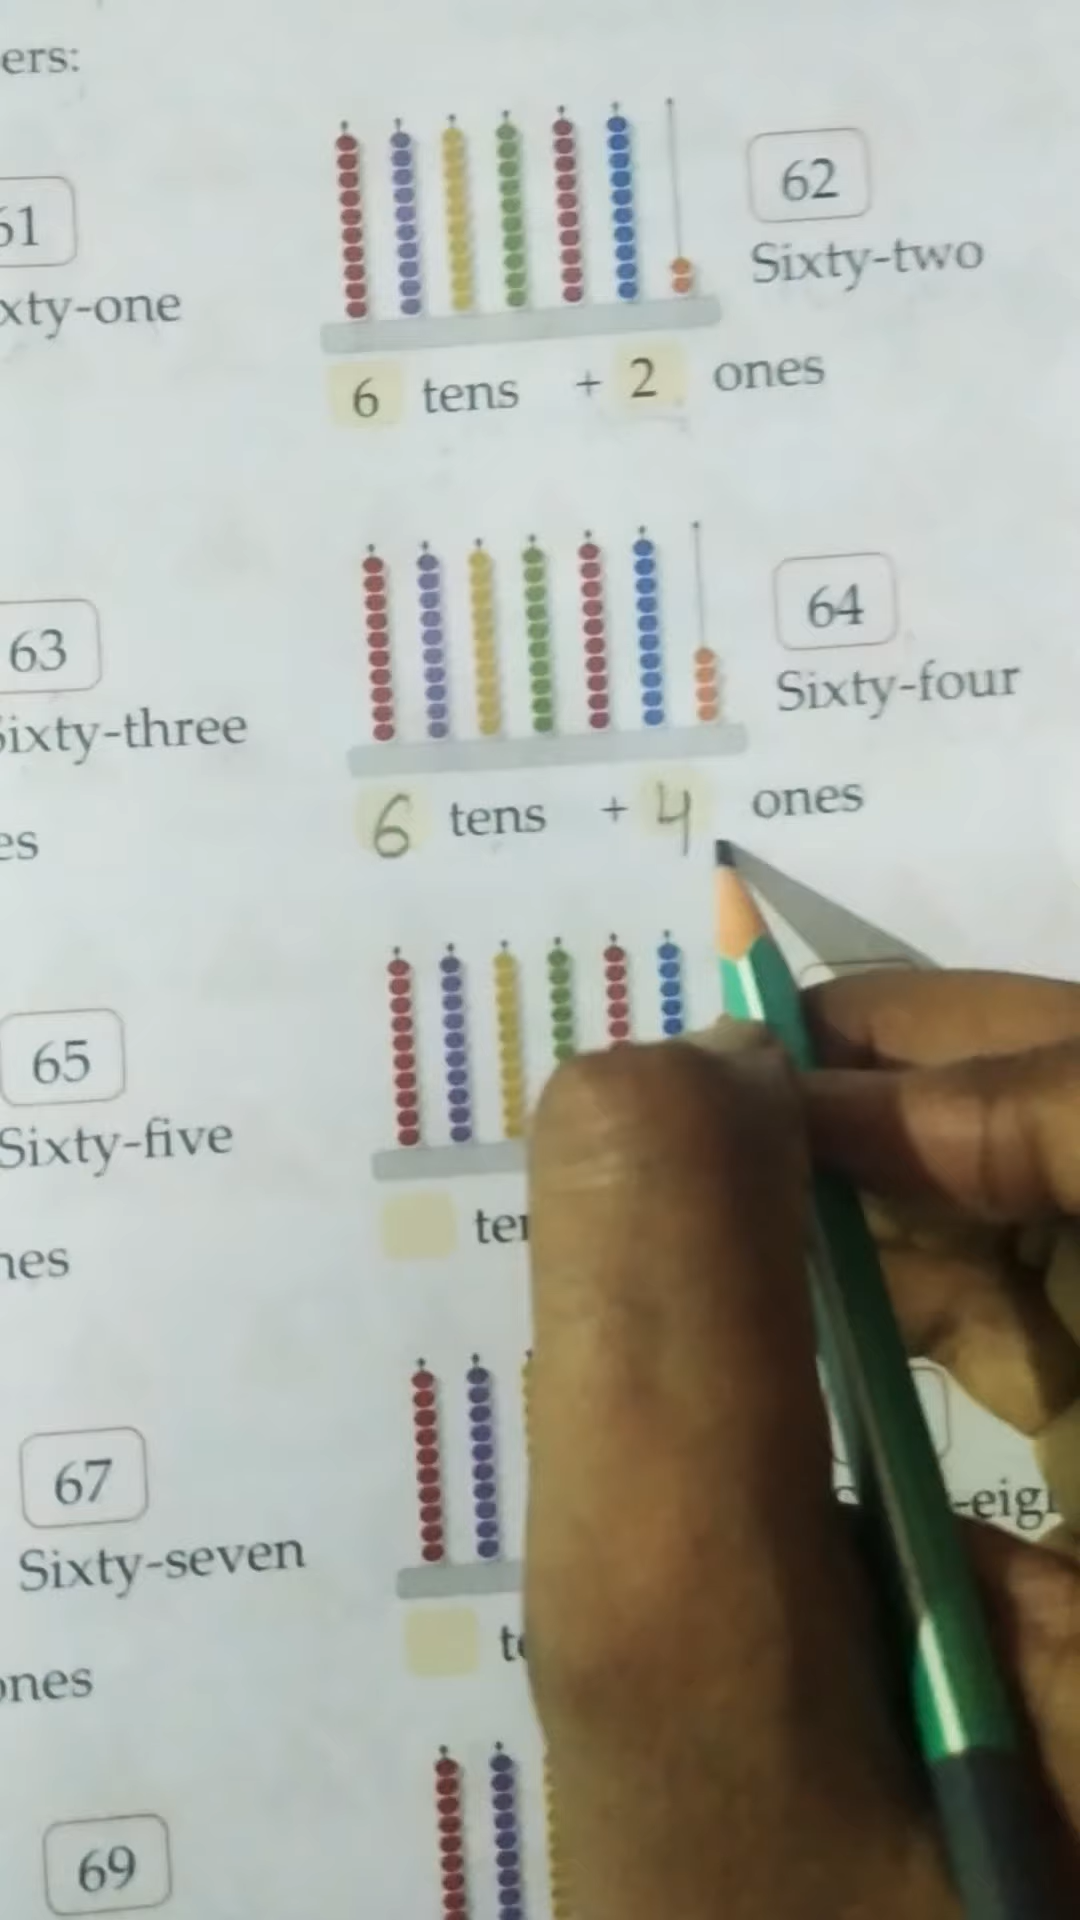 ers:
61
62
xty-one
Sixty-two
6 tens + 2 ones
63
64
Sixty-three
Sixty-four
6 tens + 4 ones
es
65
Sixty-five
nes
67
-eig
Sixty-seven
ones
69